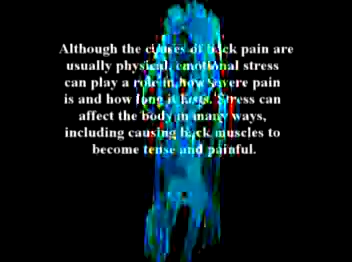 Although the causes of back pain are
usually physical, emotional stress
can play a role in how severe pain
is and how long it lasts. Stress can
affect the body in many ways,
including causing back muscles to
become tense and painful.